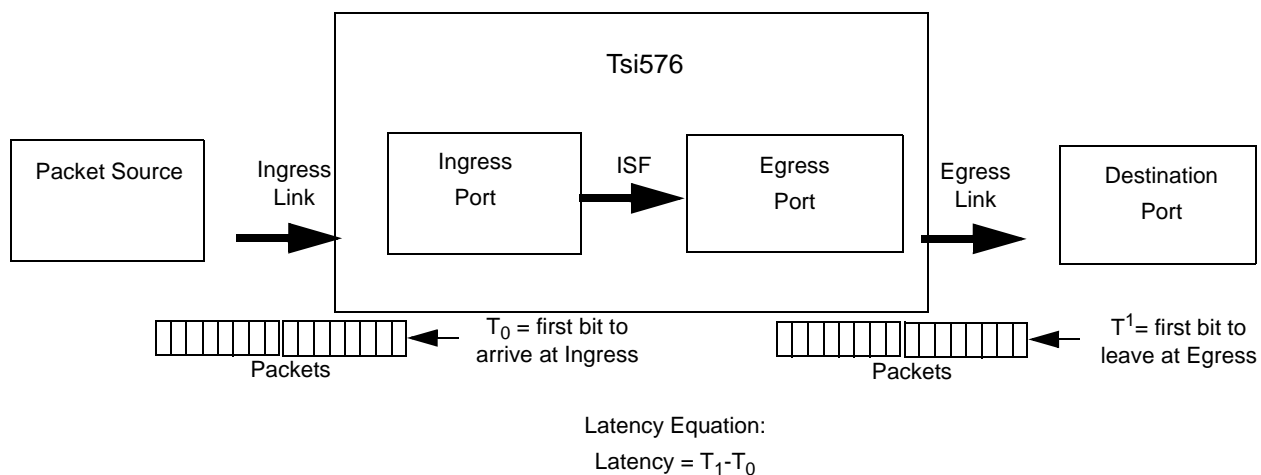 Tsi576
Packet Source
Ingress
Link
Ingress
Port
ISF
Egress
Port
Egress
Link
Destination
Port
T₀ = first bit to
arrive at Ingress
Packets
T¹= first bit to
leave at Egress
Packets
Latency Equation:
Latency = T₁-T₀